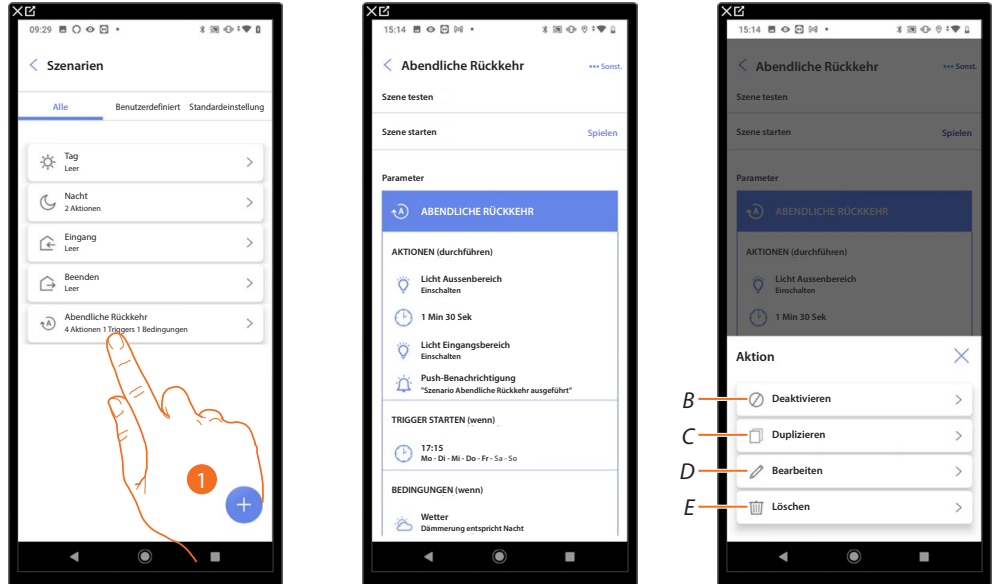 09:29
Szenarien
Alle Benutzerdefiniert Standardeinstellung
Tag
Leer
Nacht
2 Aktionen
Eingang
Leer
Beenden
Leer
Abendliche Rückkehr
4 Aktionen 1 Triggers 1 Bedingungen
1
15:14
Abendliche Rückkehr
••• Sonst.
Szene testen
Szene starten Spielen
Parameter
A ABENDLICHE RÜCKKEHR
AKTIONEN (durchführen)
Licht Aussenbereich
Einschalten
1 Min 30 Sek
Licht Eingangsbereich
Einschalten
Push-Benachrichtigung
"Szenario Abendliche Rückkehr ausgeführt"
TRIGGER STARTEN (wenn)
17:15
Mo - Di - Mi - Do - Fr - Sa - So
BEDINGUNGEN (wenn)
Wetter
Dämmerung entspricht Nacht
15:14
Abendliche Rückkehr
••• Sonst.
Szene testen
Szene starten Spielen
Parameter
A ABENDLICHE RÜCKKEHR
AKTIONEN (durchführen)
Licht Aussenbereich
Einschalten
1 Min 30 Sek
Aktion
B Deaktivieren
C Duplizieren
D Bearbeiten
E Löschen